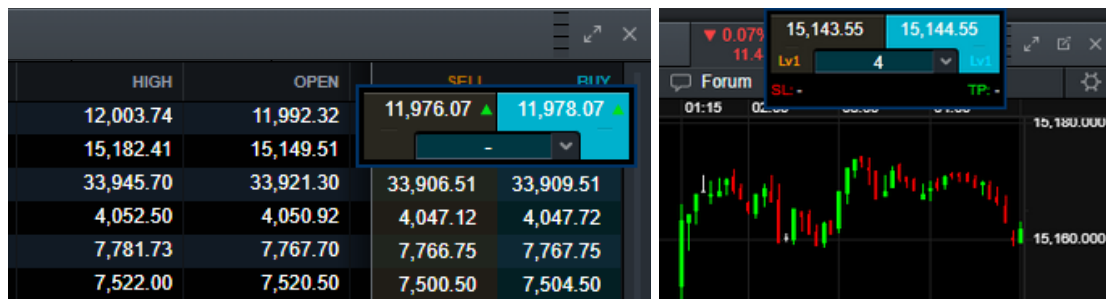 HIGH OPEN SELL BUY
12,003.74 11,992.32 11,976.07 11,978.07
-
15,182.41 15,149.51
33,945.70 33,921.30 33,906.51 33,909.51
4,052.50 4,050.92 4,047.12 4,047.72
7,781.73 7,767.70 7,766.75 7,767.75
7,522.00 7,520.50 7,500.50 7,504.50
0.07%
11.4
15,143.55 15,144.55
Lv1 4 Lv1
Forum
SL: - TP: -
01:15
15,180.000
15,160.000